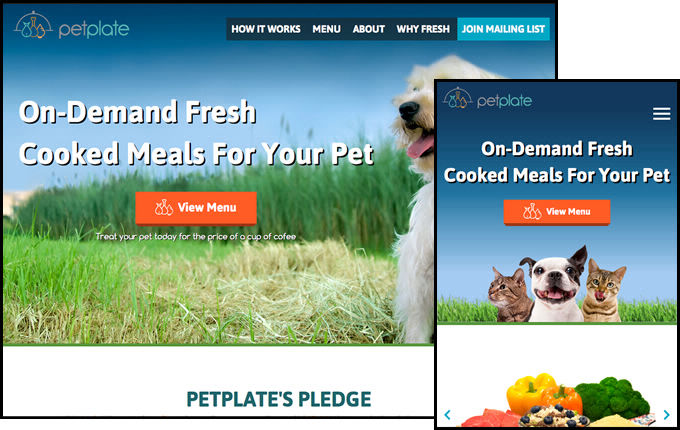 petplate
HOW IT WORKS MENU ABOUT WHY FRESH JOIN MAILING LIST
On-Demand Fresh
Cooked Meals For Your Pet
View Menu
Treat your pet today for the price of a cup of cofee
PETPLATE'S PLEDGE
petplate
On-Demand Fresh
Cooked Meals For Your Pet
View Menu